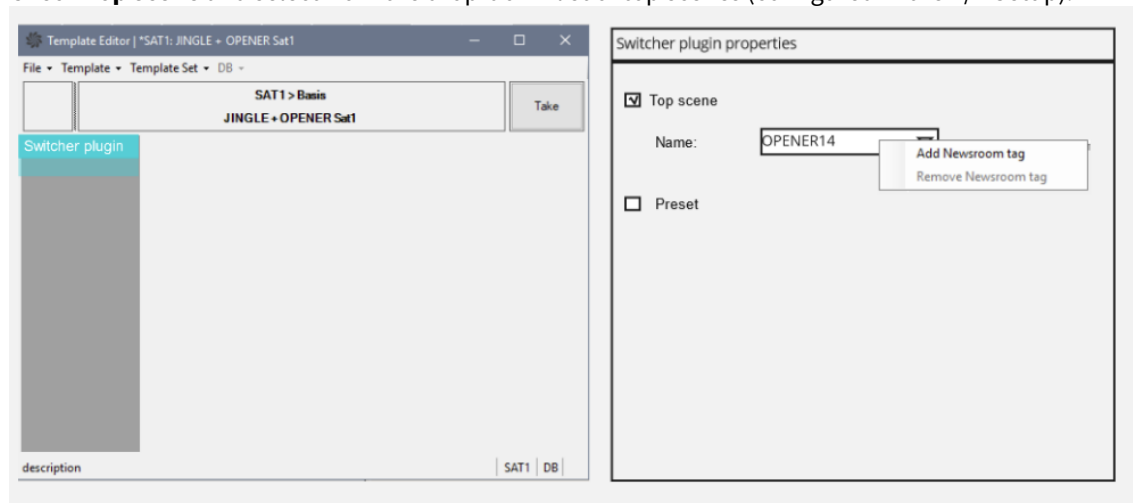 Template Editor | *SAT1: JINGLE + OPENER Sat1
File Template Template Set DB
SAT1 > Basis
JINGLE + OPENER Sat1
Take
Switcher plugin
description
SAT1 DB
Switcher plugin properties
Top scene
Name: OPENER14
Add Newsroom tag
Remove Newsroom tag
Preset